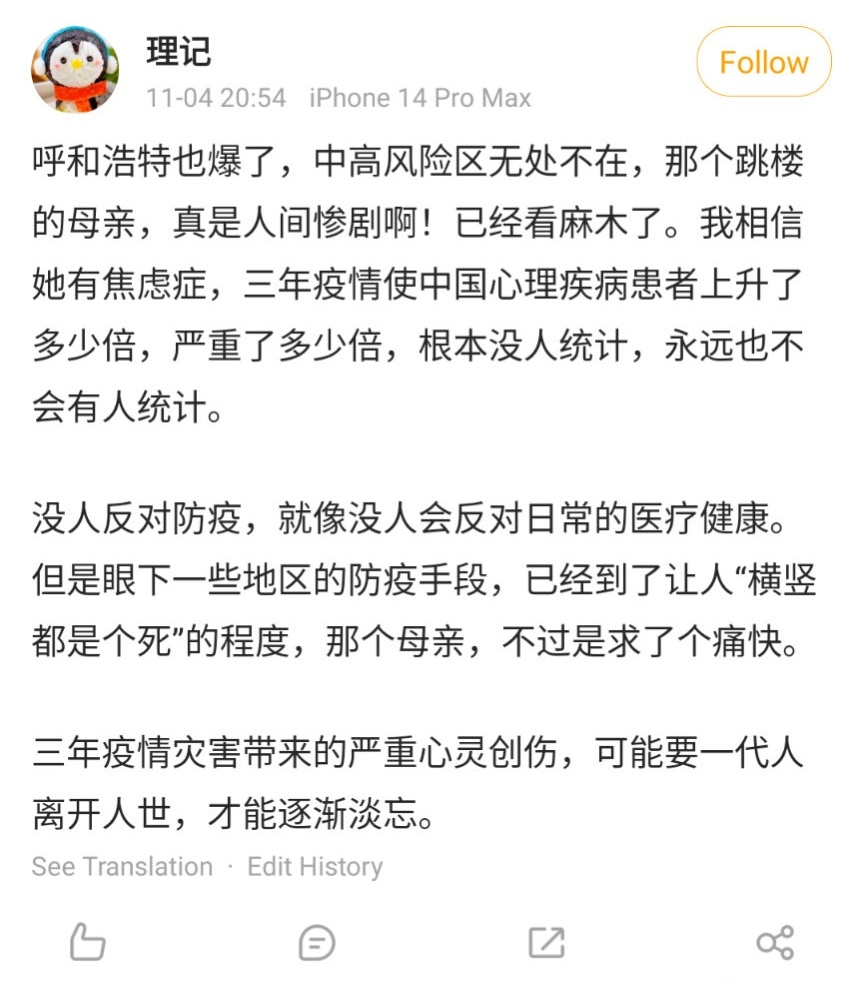 理记
11-04 20:54 iPhone 14 Pro Max
Follow
呼和浩特也爆了，中高风险区无处不在，那个跳楼
的母亲，真是人间惨剧啊！已经看麻木了。我相信
她有焦虑症，三年疫情使中国心理疾病患者上升了
多少倍，严重了多少倍，根本没人统计，永远也不
会有人统计。
没人反对防疫，就像没人会反对日常的医疗健康。
但是眼下一些地区的防疫手段，已经到了让人“横竖
都是个死”的程度，那个母亲，不过是求了个痛快。
三年疫情灾害带来的严重心灵创伤，可能要一代人
离开人世，才能逐渐淡忘。
See Translation · Edit History